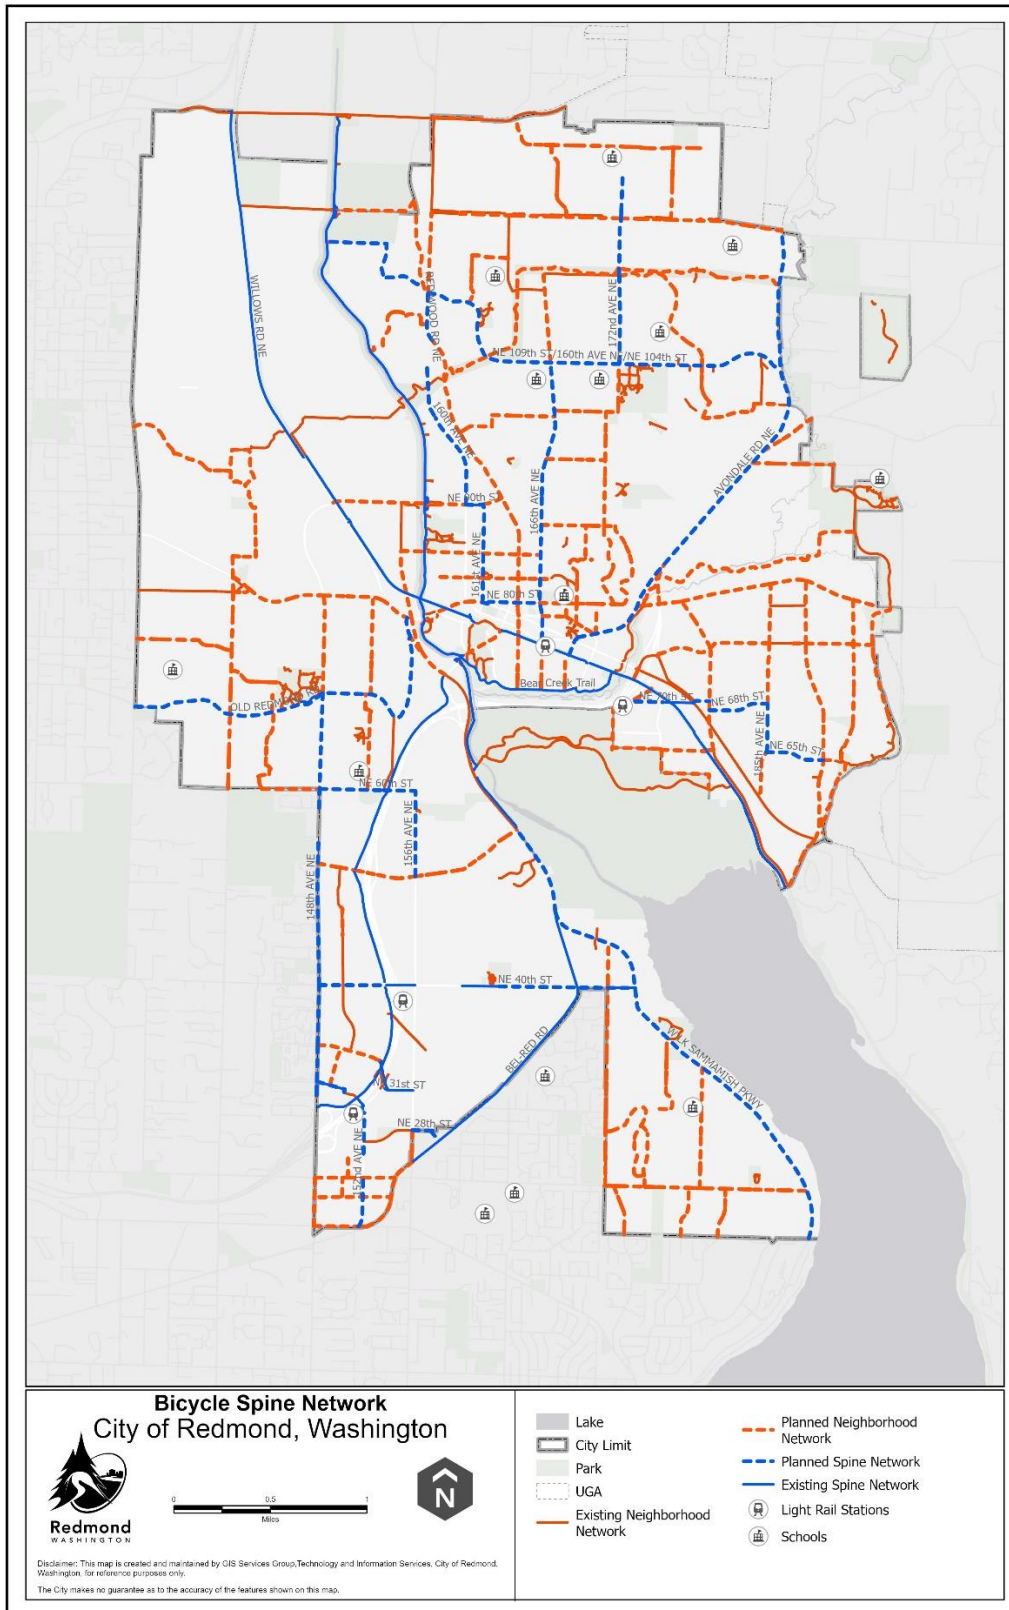 WILLOWS RD NE
REDMOND RD NE
172nd AVE NE
NE 109th ST/160th AVE NE/NE 104th ST
160th AVE NE
AVONDALE RD NE
NE 90th ST
166th AVE NE
161st AVE NE
NE 80th ST
Bear Creek Trail
NE 70th ST
NE 68th ST
OLD REDMOND RD
185th AVE NE
NE 65th ST
NE 60th ST
156th AVE NE
148th AVE NE
NE 40th ST
BEL-RED RD
W LK SAMMAMISH PKWY
NE 31st ST
NE 28th ST
152nd AVE NE
Bicycle Spine Network
City of Redmond, Washington
0 0.5 1
Miles
N
Redmond
WASHINGTON
Disclaimer: This map is created and maintained by GIS Services Group,Technology and Information Services, City of Redmond,
Washington, for reference purposes only.
The City makes no guarantee as to the accuracy of the features shown on this map.
Lake
City Limit
Park
UGA
Existing Neighborhood
Network
Planned Neighborhood
Network
Planned Spine Network
Existing Spine Network
Light Rail Stations
Schools